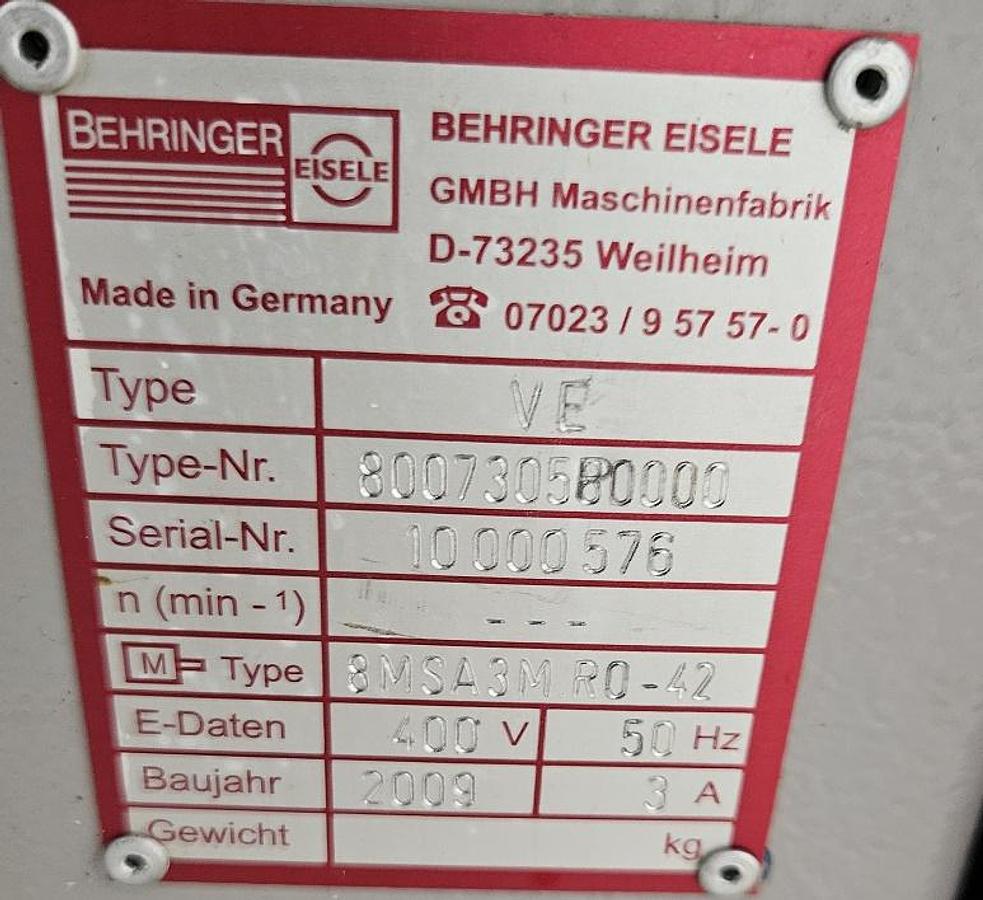 BEHRINGER
EISELE
BEHRINGER EISELE
GMBH Maschinenfabrik
D-73235 Weilheim
Made in Germany ☎ 07023 / 9 57 57- 0
Type VE
Type-Nr.
Serial-Nr. 10 000 576
n (min - ¹) - - -
M Type 8MSA3M RO-42
E-Daten 400 V 50 Hz
Baujahr 2009 3 A
Gewicht kg